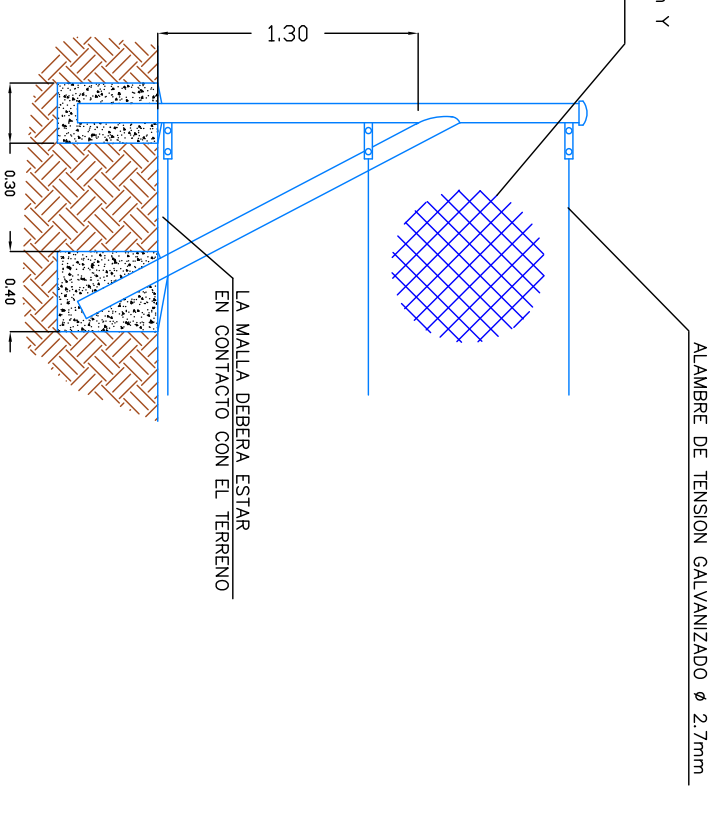 Y
1.30
ALAMBRE DE TENSION GALVANIZADO ø 2.7mm
LA MALLA DEBERA ESTAR
EN CONTACTO CON EL TERRENO
0.30
0.40